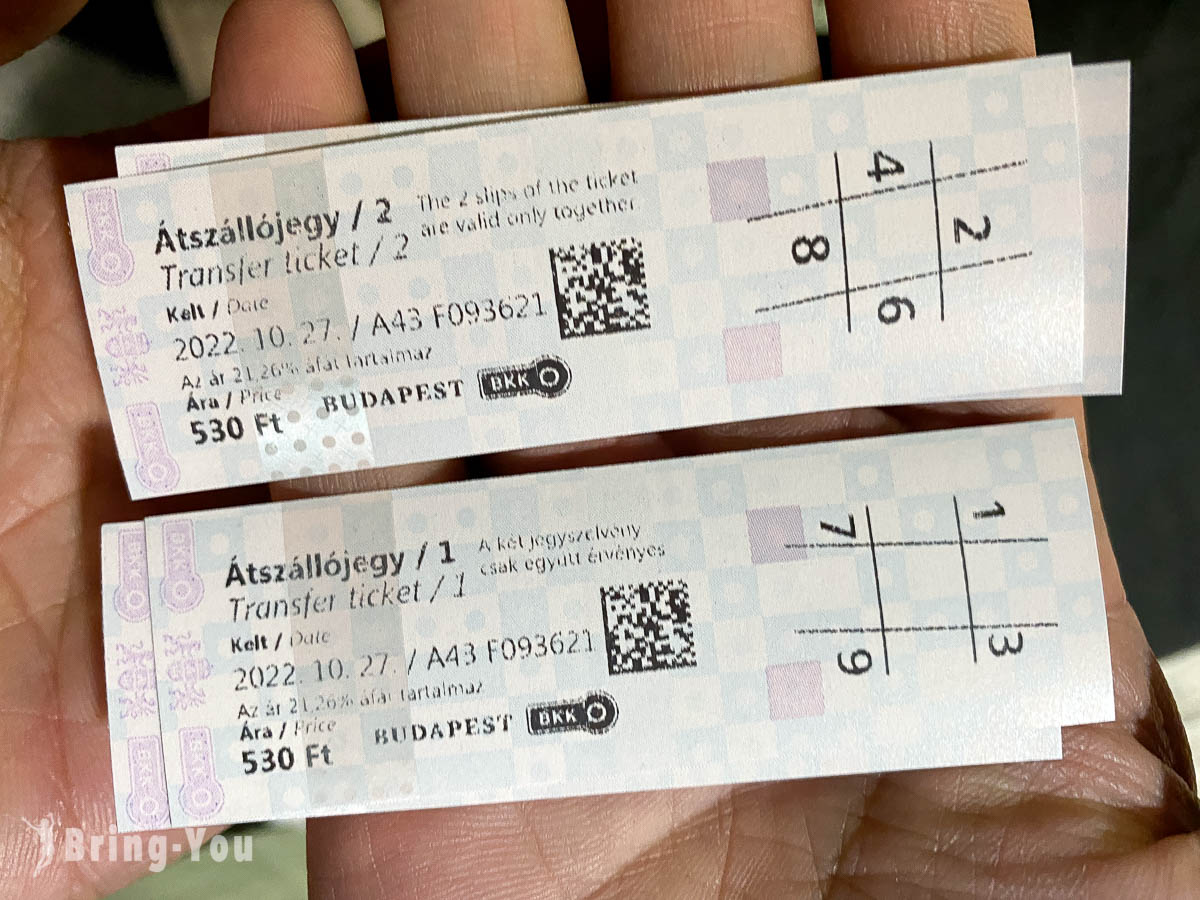 Átszállójegy / 2 The 2 slips of the ticket
Transfer ticket / 2 are valid only together
Kelt / Date
2022. 10. 27. / A43 F093621
Az ár 21,26% áfát tartalmaz
Ára / Price
530 Ft BUDAPEST BKK
4
2
8
6
BKK
Átszállójegy / 1 A két jegyszelvény
Transfer ticket / 1 csak együtt érvényes
Kelt / Date
2022. 10. 27. / A43 F093621
Az ár 21,26% áfát tartalmaz
Ára / Price
530 Ft BUDAPEST BKK
1
7
3
9
BKK
Bring-You